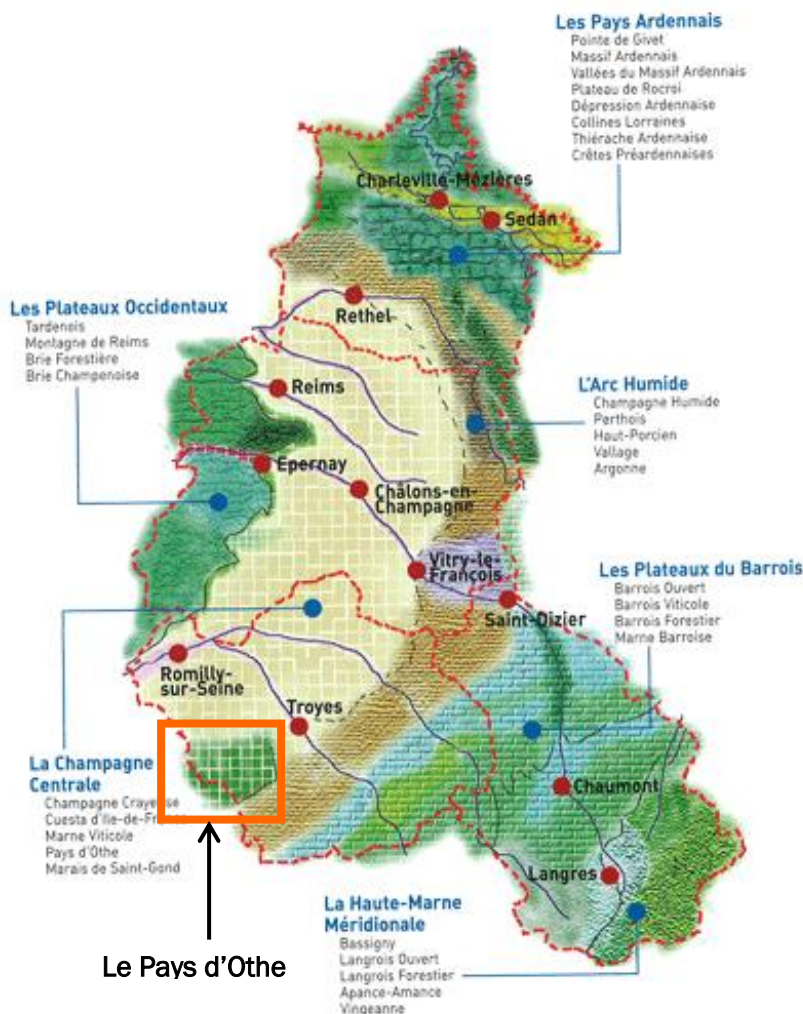 Les Pays Ardennais
Pointe de Givet
Massif Ardennais
Vallées du Massif Ardennais
Plateau de Rocroi
Dépression Ardennaise
Collines Lorraines
Thiérache Ardennaise
Crêtes Préardennaises
Charleville-Mézières
Sedan
Rethel
Les Plateaux Occidentaux
Tardenois
Montagne de Reims
Brie Forestière
Brie Champenoise
Reims
L'Arc Humide
Champagne Humide
Perthois
Haut-Porcien
Vallage
Argonne
Epernay
Châlons-en-
Champagne
Vitry-le-
François
Les Plateaux du Barrois
Barrois Ouvert
Barrois Viticole
Barrois Forestier
Marne Barroise
Saint-Dizier
Romilly-
sur-Seine
Troyes
La Champagne
Centrale
Champagne Crayeuse
Cuesta d'Ile-de-France
Marne Viticole
Pays d'Othe
Marais de Saint-Gond
Chaumont
Langres
La Haute-Marne
Méridionale
Bassigny
Langrois Ouvert
Langrois Forestier
Apance-Amance
Vingeanne
Le Pays d'Othe